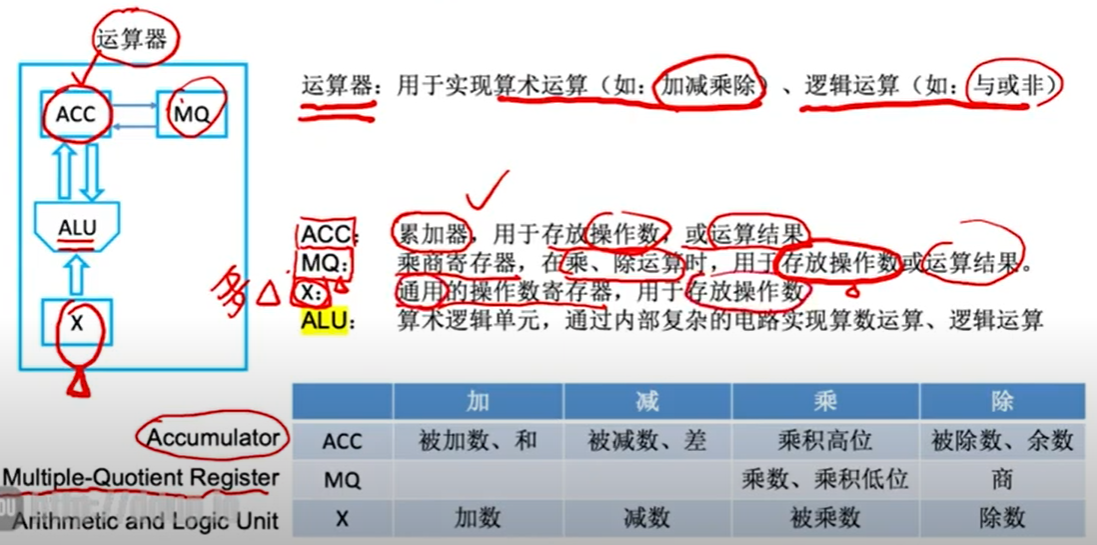 运算器
ACC
MQ
ALU
X
运算器：用于实现算术运算（如：加减乘除）、逻辑运算（如：与或非）
ACC：累加器，用于存放操作数，或运算结果。
MQ：乘商寄存器，在乘、除运算时，用于存放操作数或运算结果。
多
X：通用的操作数寄存器，用于存放操作数
ALU：算术逻辑单元，通过内部复杂的电路实现算数运算、逻辑运算
加 减 乘 除
Accumulator ACC 被加数、和 被减数、差 乘积高位 被除数、余数
Multiple-Quotient Register MQ 乘数、乘积低位 商
Arithmetic and Logic Unit X 加数 减数 被乘数 除数